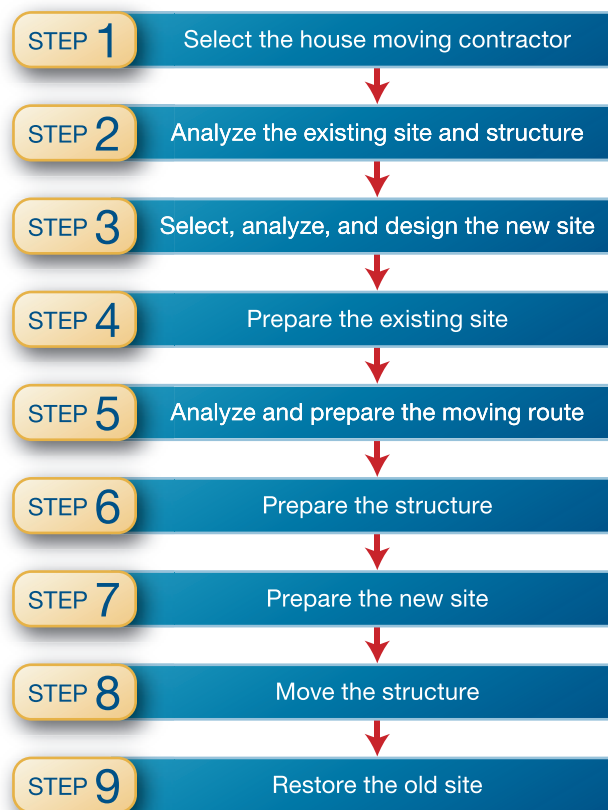 STEP 1 Select the house moving contractor
STEP 2 Analyze the existing site and structure
STEP 3 Select, analyze, and design the new site
STEP 4 Prepare the existing site
STEP 5 Analyze and prepare the moving route
STEP 6 Prepare the structure
STEP 7 Prepare the new site
STEP 8 Move the structure
STEP 9 Restore the old site